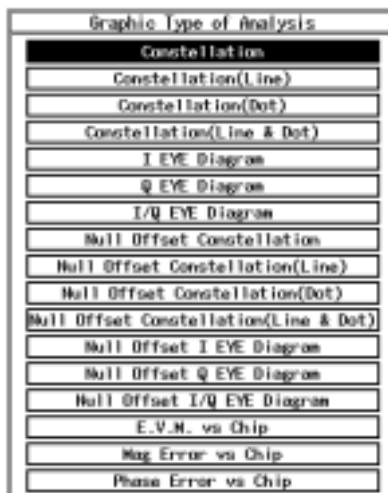 Graphic Type of Analysis
Constellation
Constellation(Line)
Constellation(Dot)
Constellation(Line & Dot)
I EYE Diagram
Q EYE Diagram
I/Q EYE Diagram
Null Offset Constellation
Null Offset Constellation(Line)
Null Offset Constellation(Dot)
Null Offset Constellation(Line & Dot)
Null Offset I EYE Diagram
Null Offset Q EYE Diagram
Null Offset I/Q EYE Diagram
E.V.M. vs Chip
Mag Error vs Chip
Phase Error vs Chip